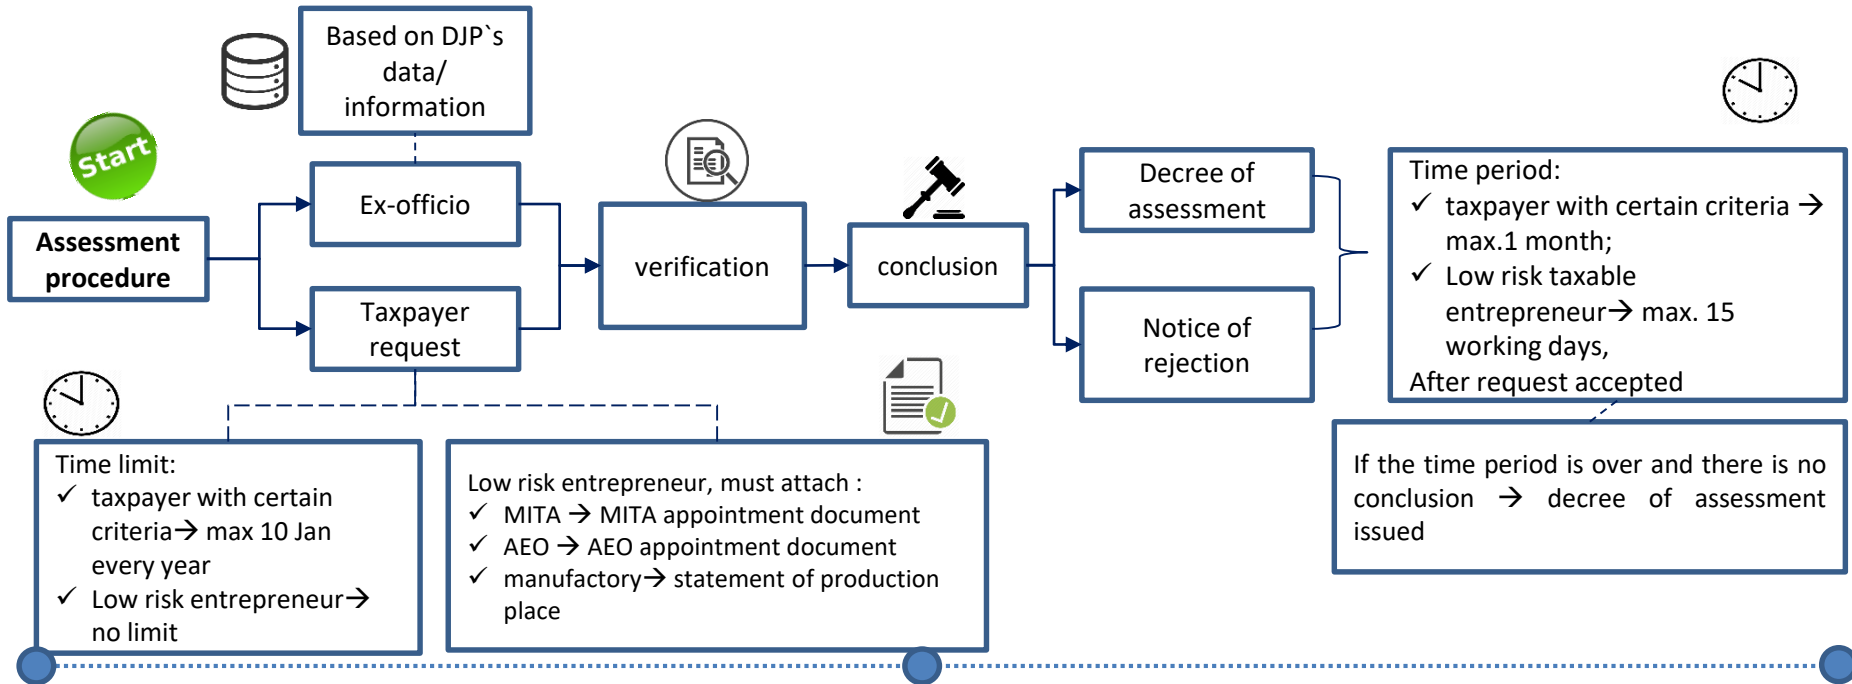 Based on DJP`s
data/
information
Start
Assessment
procedure
Ex-officio
Taxpayer
request
verification
conclusion
Decree of
assessment
Notice of
rejection
Time period:
✓ taxpayer with certain criteria →
max.1 month;
✓ Low risk taxable
entrepreneur→ max. 15
working days,
After request accepted
If the time period is over and there is no
conclusion → decree of assessment
issued
Time limit:
✓ taxpayer with certain
criteria→ max 10 Jan
every year
✓ Low risk entrepreneur→
no limit
Low risk entrepreneur, must attach :
✓ MITA → MITA appointment document
✓ AEO → AEO appointment document
✓ manufactory→ statement of production
place